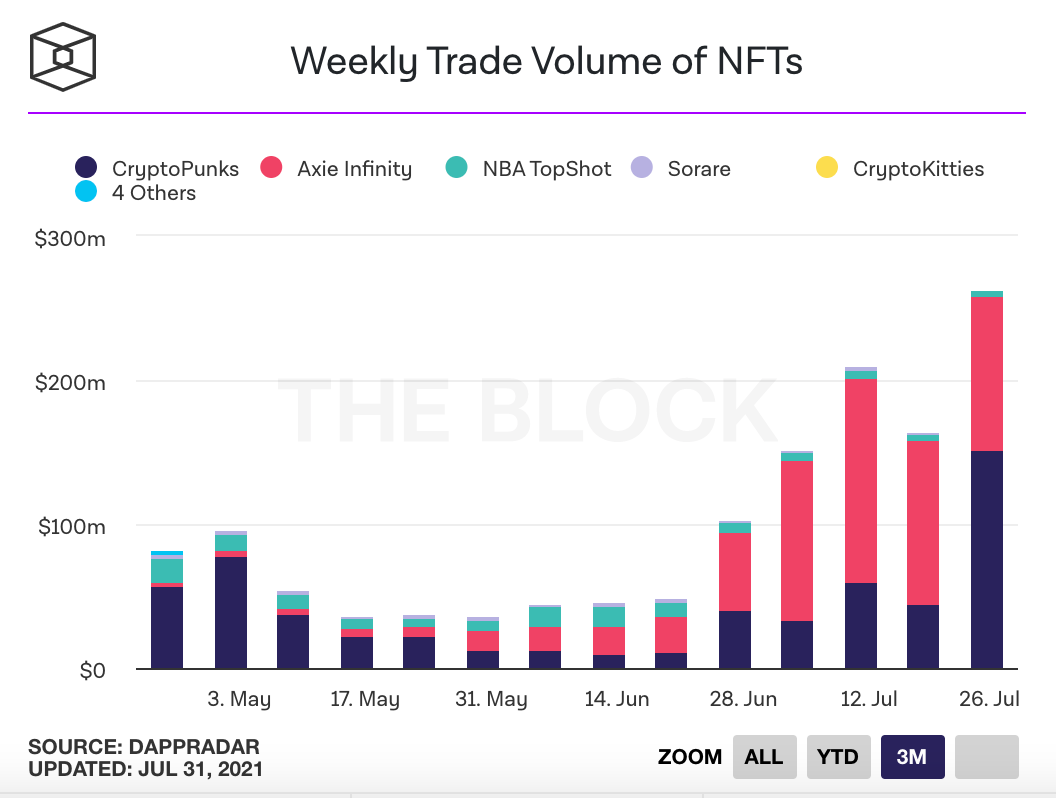 Weekly Trade Volume of NFTs
CryptoPunks Axie Infinity NBA TopShot Sorare CryptoKitties
4 Others
$300m
$200m
THE BLOCK
$100m
$0
3. May 17. May 31. May 14. Jun 28. Jun 12. Jul 26. Jul
SOURCE: DAPPRADAR
UPDATED: JUL 31, 2021
ZOOM ALL YTD 3M